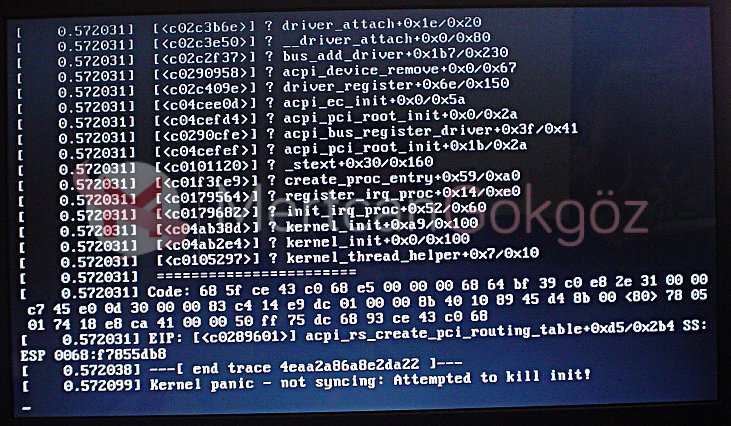 [    0.572031]  [<c02c3b6e>] ? driver_attach+0x1e/0x20
[    0.572031]  [<c02c3e50>] ? __driver_attach+0x0/0x80
[    0.572031]  [<c02c2f37>] ? bus_add_driver+0x1b7/0x230
[    0.572031]  [<c0290958>] ? acpi_device_remove+0x0/0x67
[    0.572031]  [<c02c409e>] ? driver_register+0x6e/0x150
[    0.572031]  [<c04cee0d>] ? acpi_ec_init+0x0/0x5a
[    0.572031]  [<c04cefd4>] ? acpi_pci_root_init+0x0/0x2a
[    0.572031]  [<c0290cfe>] ? acpi_bus_register_driver+0x3f/0x41
[    0.572031]  [<c04cefef>] ? acpi_pci_root_init+0x1b/0x2a
[    0.572031]  [<c0101120>] ? _stext+0x30/0x160
[    0.572031]  [<c01f3fe9>] ? create_proc_entry+0x59/0xa0
[    0.572031]  [<c0179564>] ? register_irq_proc+0x14/0xe0
[    0.572031]  [<c0179682>] ? init_irq_proc+0x52/0x60
[    0.572031]  [<c04ab38d>] ? kernel_init+0xa9/0x100
[    0.572031]  [<c04ab2e4>] ? kernel_init+0x0/0x100
[    0.572031]  [<c0105297>] ? kernel_thread_helper+0x7/0x10
[    0.572031]  =======================
[    0.572031] Code: 68 5f ce 43 c0 68 e5 00 00 00 68 64 bf 39 c0 e8 2e 31 00 00
c7 45 e0 0d 30 00 00 83 c4 14 e9 dc 01 00 00 8b 40 10 89 45 d4 8b 00 <80> 78 05
01 74 18 e8 ca 41 00 00 50 ff 75 dc 68 93 ce 43 c0 68
[    0.572031] EIP: [<c0289601>] acpi_rs_create_pci_routing_table+0xd5/0x2b4 SS:
ESP 0068:f7855db8
[    0.572038] ---[ end trace 4eaa2a86a8e2da22 ]---
[    0.572099] Kernel panic - not syncing: Attempted to kill init!
Mertcan Gökgöz